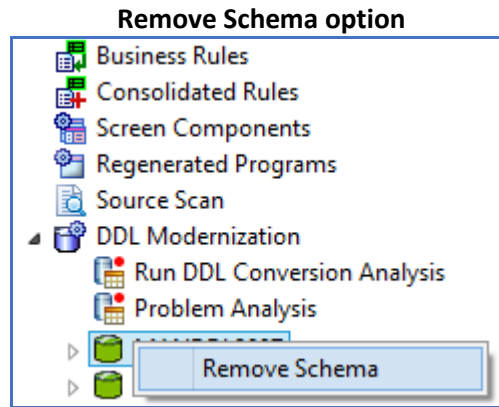 Remove Schema option
Business Rules
Consolidated Rules
Screen Components
Regenerated Programs
Source Scan
DDL Modernization
Run DDL Conversion Analysis
Problem Analysis
Remove Schema